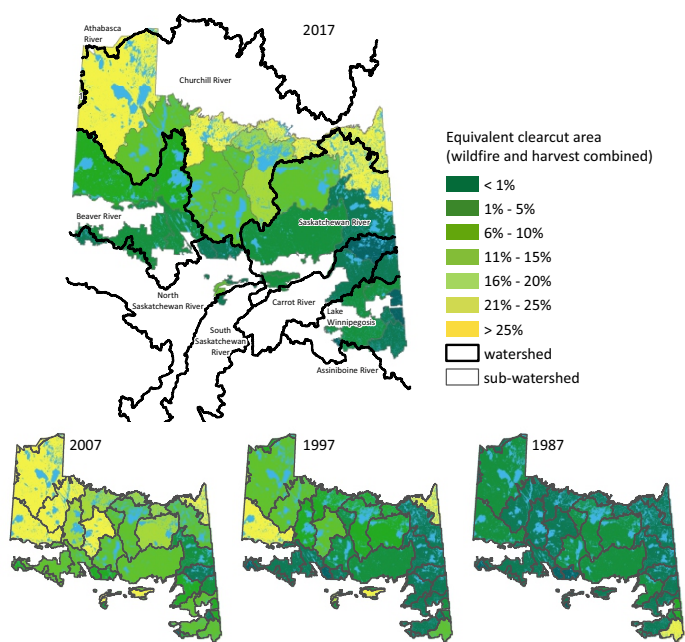 2017
Athabasca
River
Churchill River
Beaver River
Saskatchewan River
North
Saskatchewan River
Carrot River
Lake
Winnipegosis
South
Saskatchewan
River
Assiniboine River
Equivalent clearcut area
(wildfire and harvest combined)
< 1%
1% - 5%
6% - 10%
11% - 15%
16% - 20%
21% - 25%
> 25%
watershed
sub-watershed
2007
1997
1987